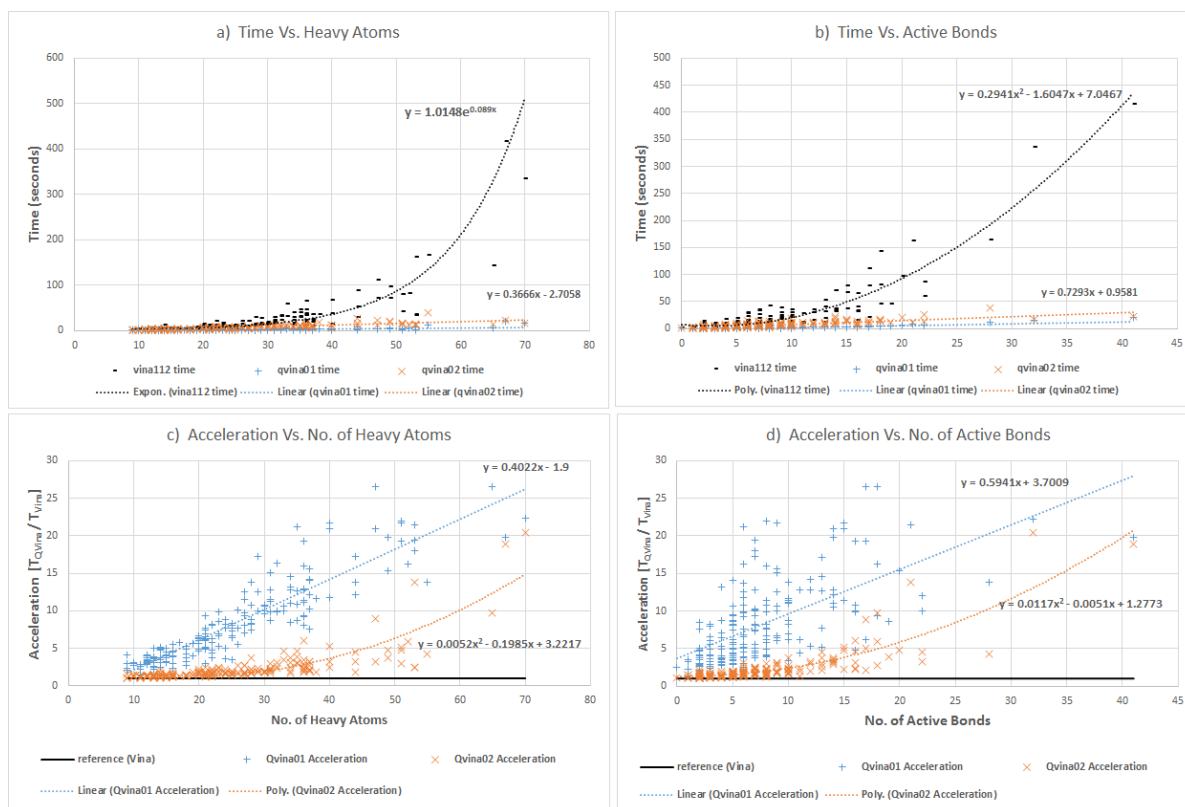 a) Time Vs. Heavy Atoms
600
500
400
300
200
100
0
0 10 20 30 40 50 60 70 80
Time (seconds)
y = 1.0148e^0.089x
y = 0.3666x - 2.7058
vina112 time qvina01 time qvina02 time
Expon. (vina112 time) Linear (qvina01 time) Linear (qvina02 time)
b) Time Vs. Active Bonds
500
450
400
350
300
250
200
150
100
50
0
0 5 10 15 20 25 30 35 40 45
Time (seconds)
y = 0.2941x² - 1.6047x + 7.0467
y = 0.7293x + 0.9581
vina112 time qvina01 time qvina02 time
Poly. (vina112 time) Linear (qvina01 time) Linear (qvina02 time)
c) Acceleration Vs. No. of Heavy Atoms
30
25
20
15
10
5
0
0 10 20 30 40 50 60 70 80
Acceleration [T_QVina / T_Vina]
y = 0.4022x - 1.9
y = 0.0052x² - 0.1985x + 3.2217
No. of Heavy Atoms
reference (Vina) Qvina01 Acceleration Qvina02 Acceleration
Linear (Qvina01 Acceleration) Poly. (Qvina02 Acceleration)
d) Acceleration Vs. No. of Active Bonds
30
25
20
15
10
5
0
0 5 10 15 20 25 30 35 40 45
Acceleration [T_QVina / T_Vina]
y = 0.5941x + 3.7009
y = 0.0117x² - 0.0051x + 1.2773
No. of Active Bonds
reference (Vina) Qvina01 Acceleration Qvina02 Acceleration
Linear (Qvina01 Acceleration) Poly. (Qvina02 Acceleration)